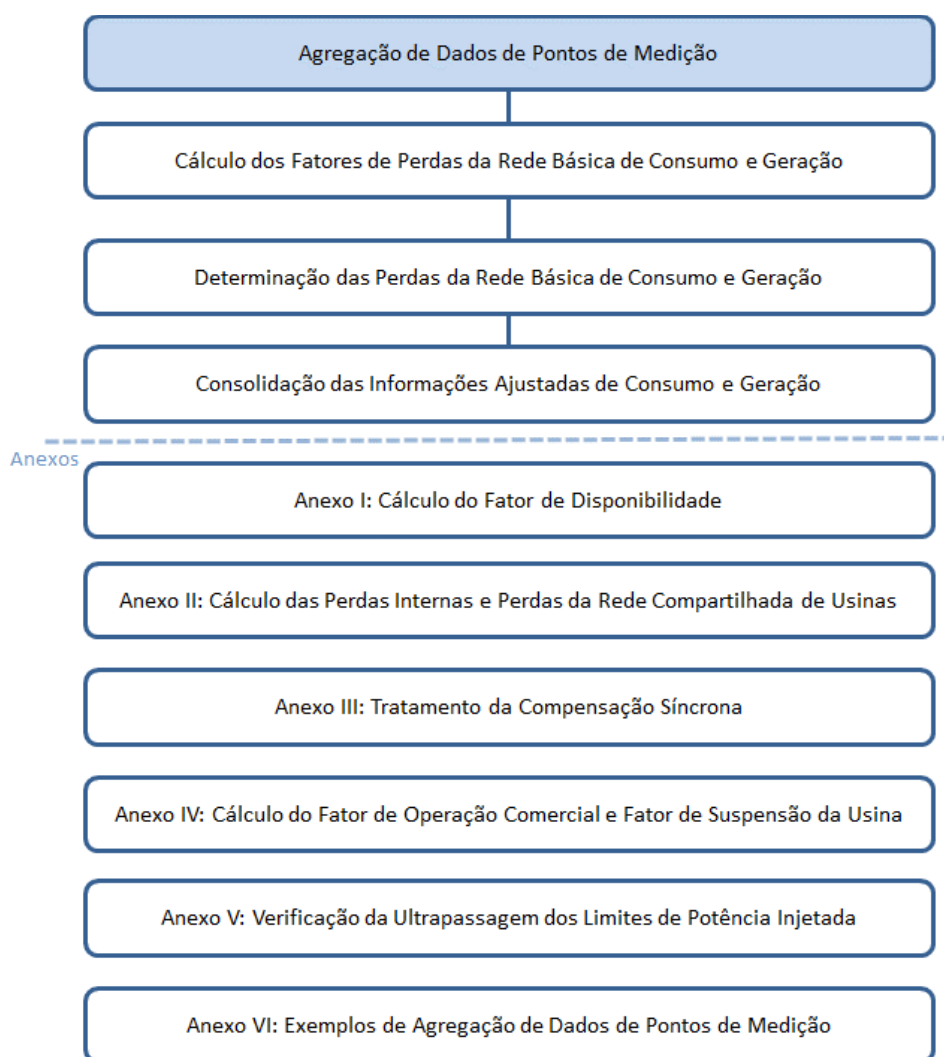 Agregação de Dados de Pontos de Medição
Cálculo dos Fatores de Perdas da Rede Básica de Consumo e Geração
Determinação das Perdas da Rede Básica de Consumo e Geração
Consolidação das Informações Ajustadas de Consumo e Geração
Anexos
Anexo I: Cálculo do Fator de Disponibilidade
Anexo II: Cálculo das Perdas Internas e Perdas da Rede Compartilhada de Usinas
Anexo III: Tratamento da Compensação Síncrona
Anexo IV: Cálculo do Fator de Operação Comercial e Fator de Suspensão da Usina
Anexo V: Verificação da Ultrapassagem dos Limites de Potência Injetada
Anexo VI: Exemplos de Agregação de Dados de Pontos de Medição